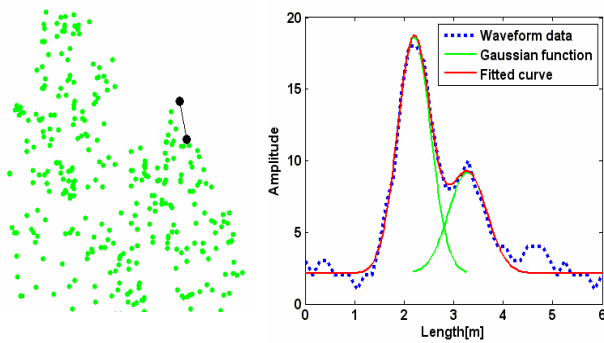 20
15
10
5
0
Amplitude
Waveform data
Gaussian function
Fitted curve
0 1 2 3 4 5 6
Length[m]